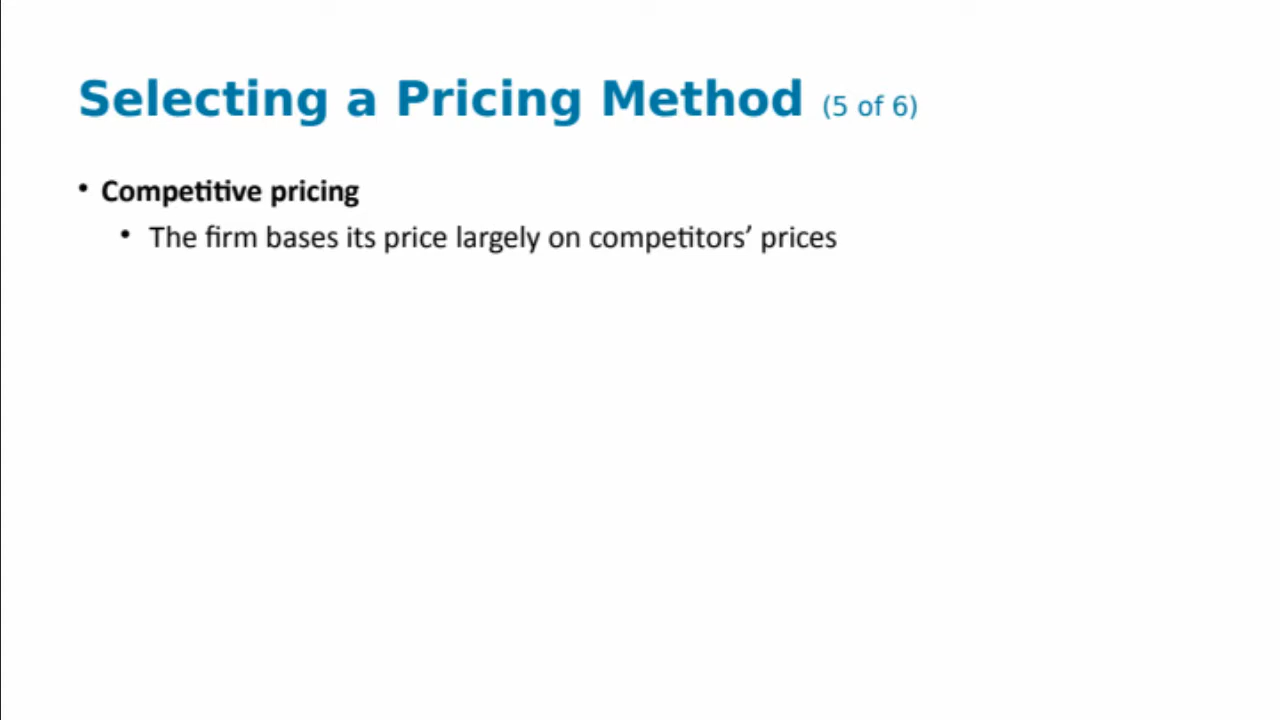 Selecting a Pricing Method (5 of 6)
• Competitive pricing
• The firm bases its price largely on competitors’ prices